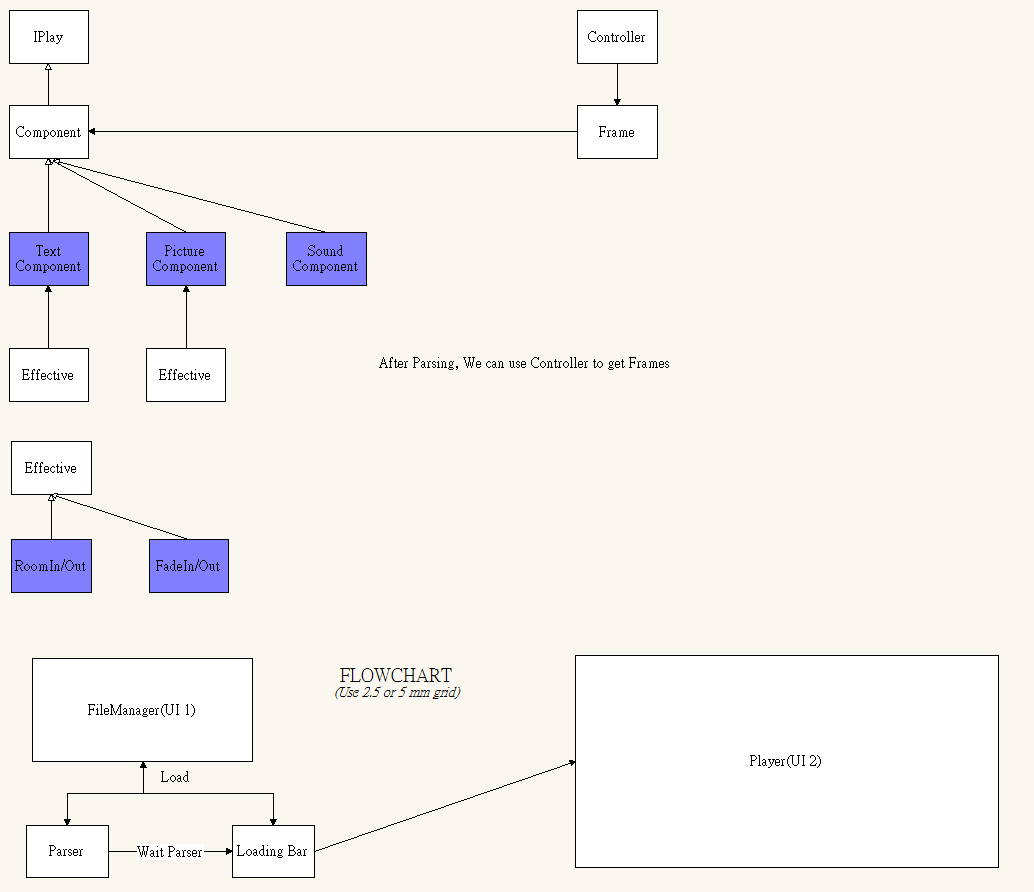 IPlay
Controller
Component
Frame
Text
Component
Picture
Component
Sound
Component
Effective
Effective
After Parsing, We can use Controller to get Frames
Effective
RoomIn/Out
FadeIn/Out
FLOWCHART
(Use 2.5 or 5 mm grid)
FileManager(UI 1)
Player(UI 2)
Load
Parser
Wait Parser
Loading Bar